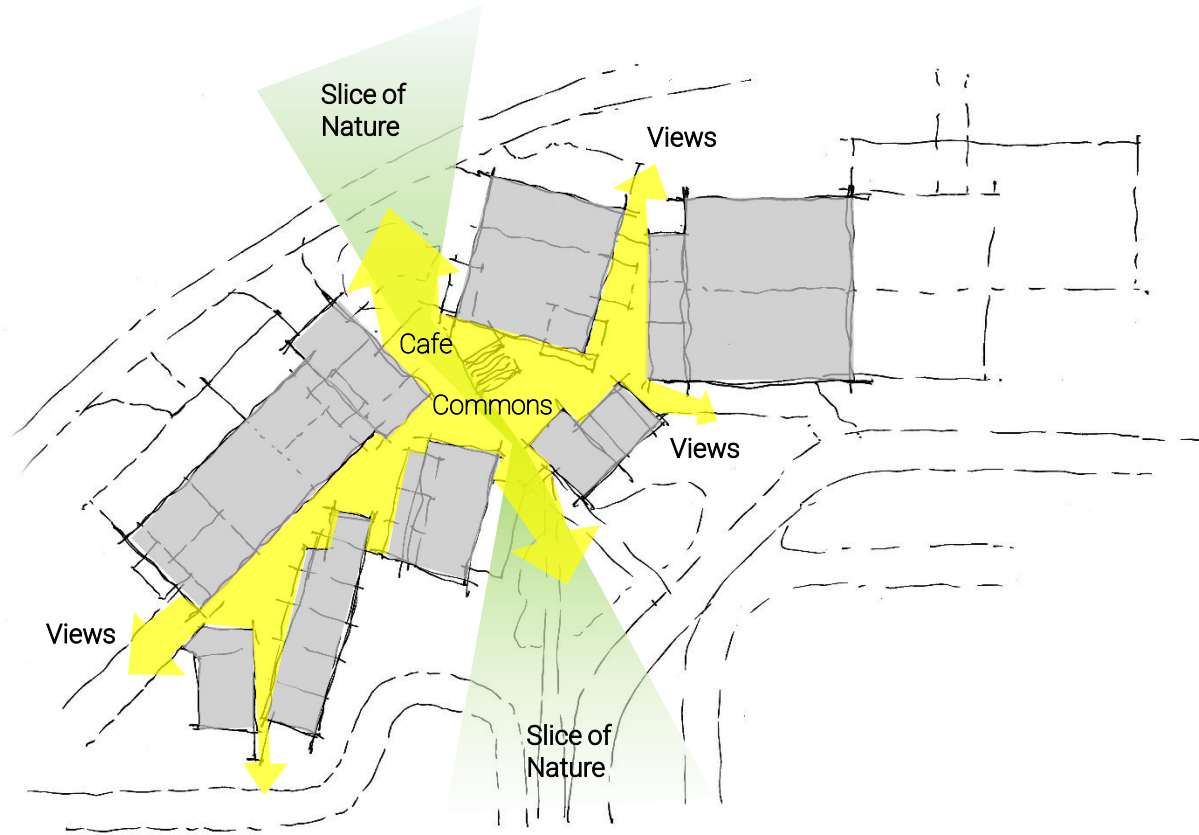 Slice of
Nature
Views
Cafe
Commons
Views
Views
Slice of
Nature